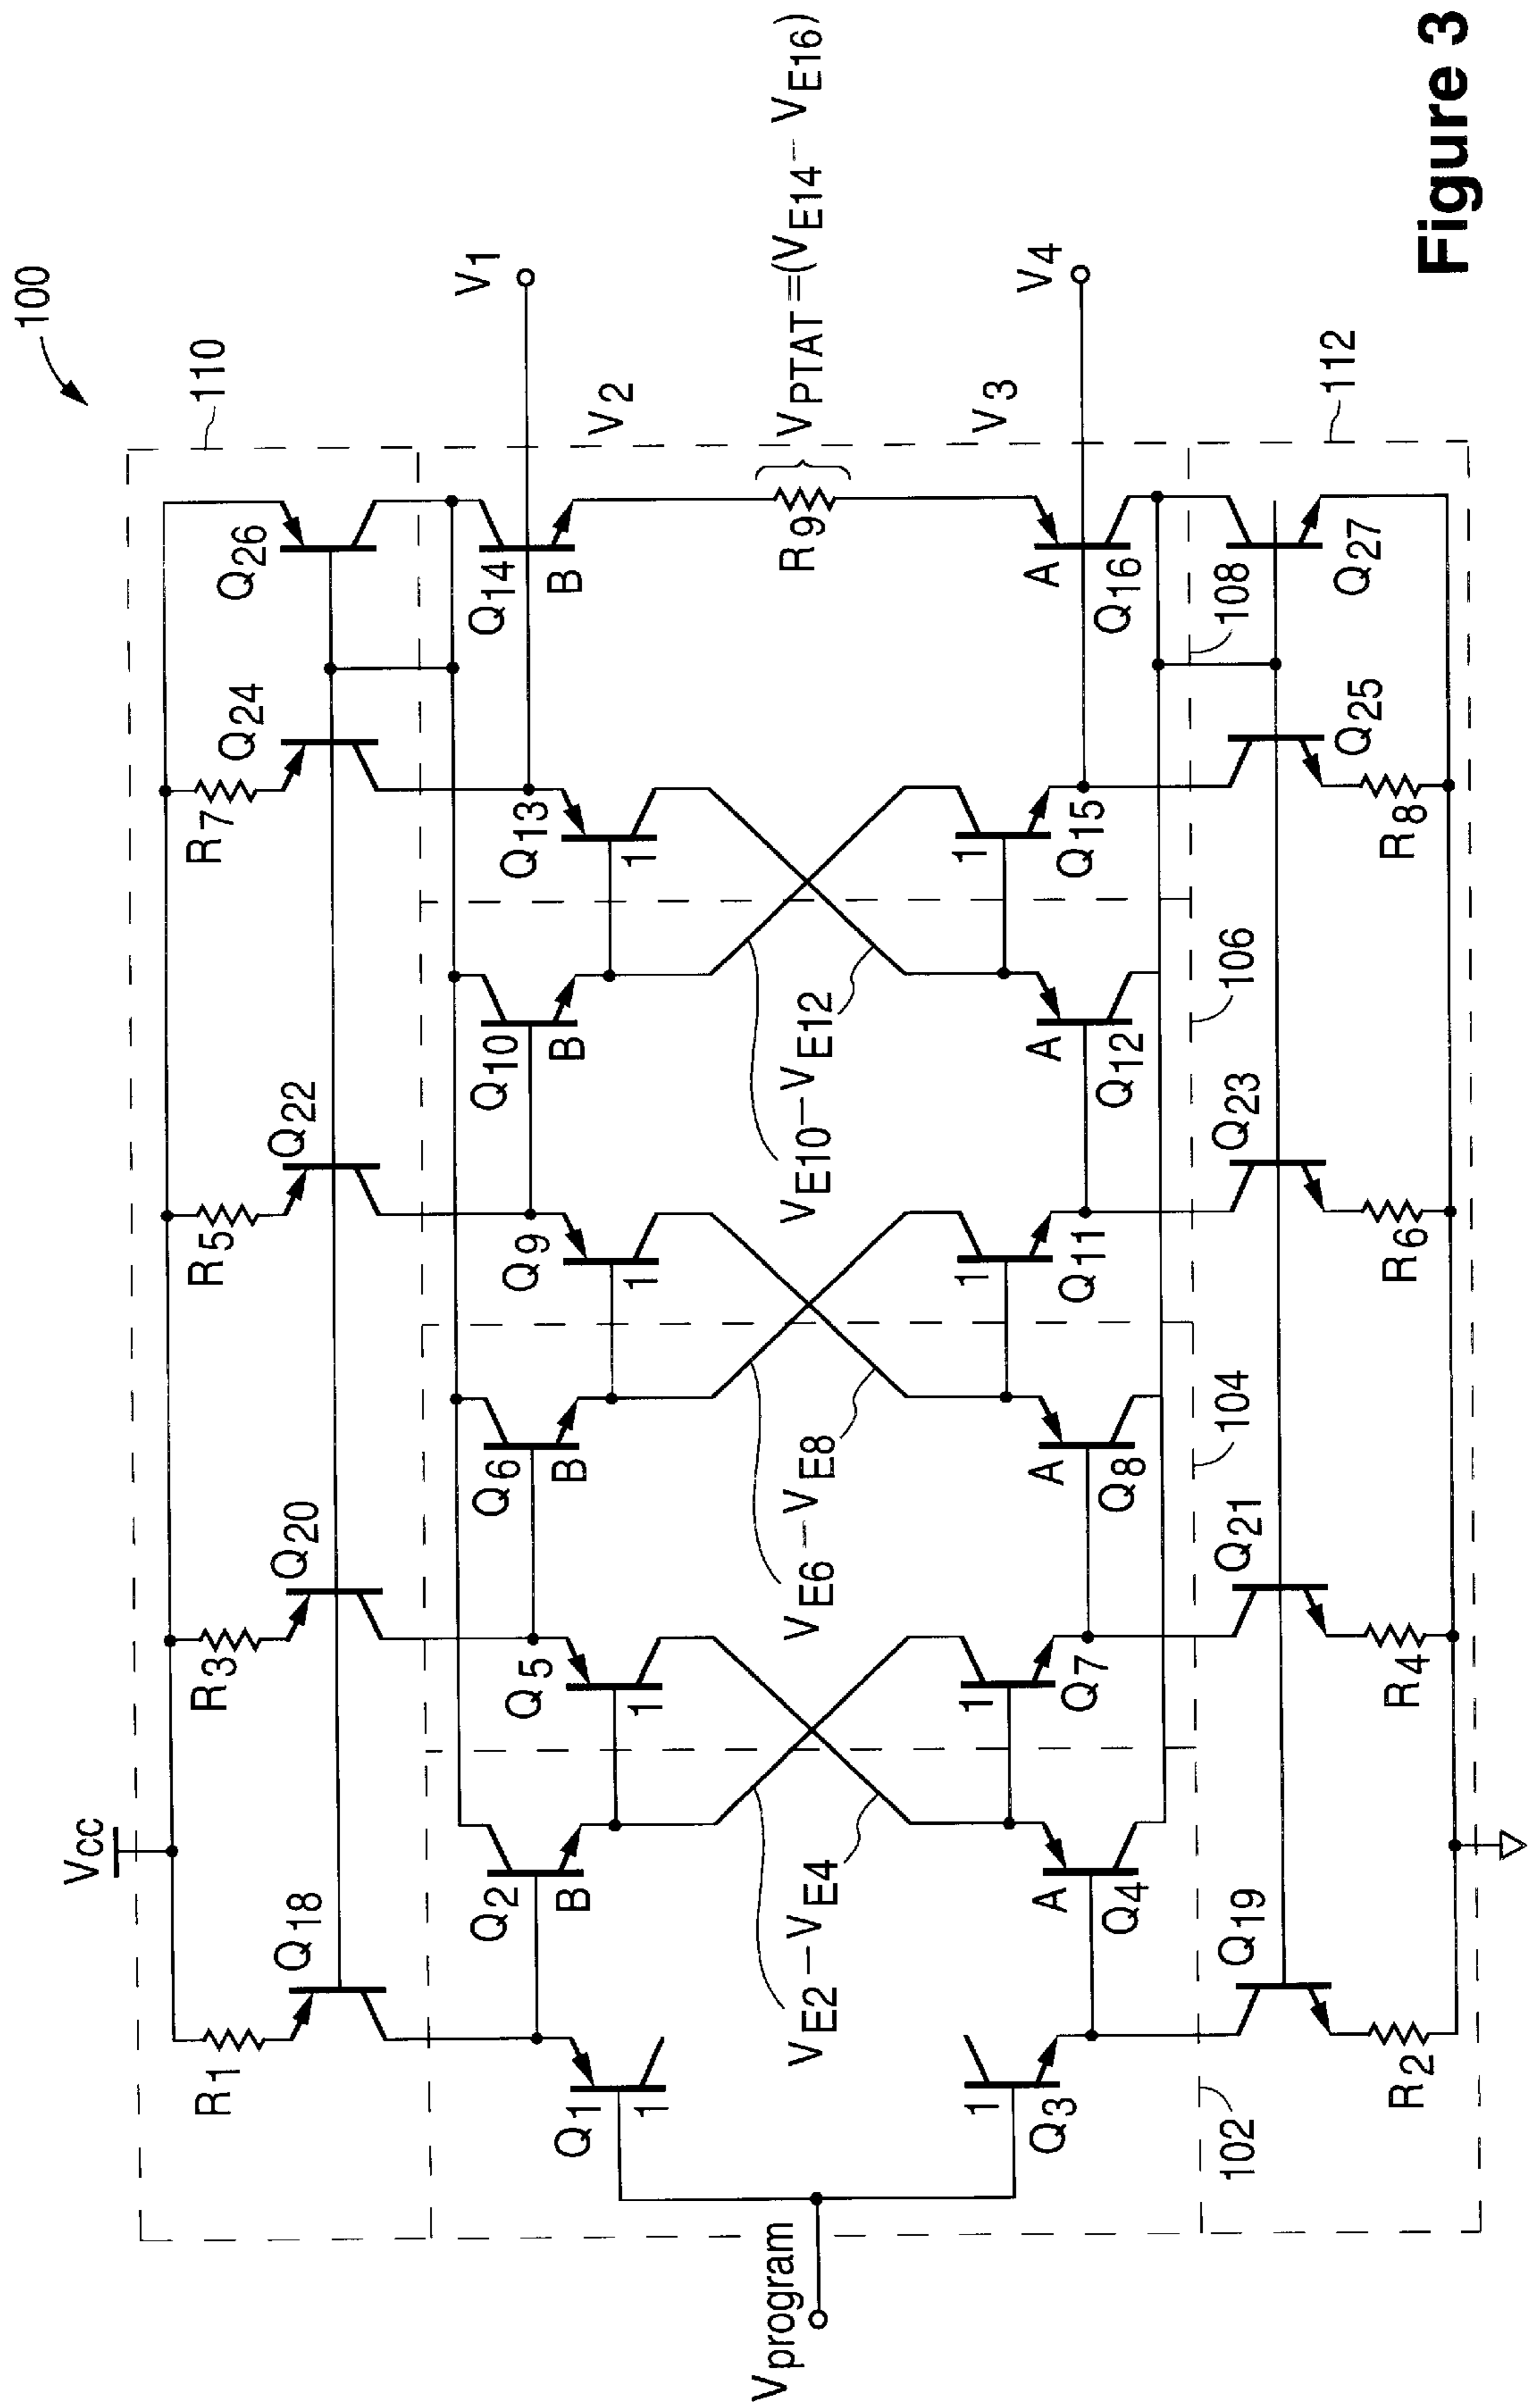 100
110
Vcc
R1
R3
R5
R7
Q18
Q20
Q22
Q24
Q26
Q2
B
Q6
B
Q10
B
Q14
B
V1
Q1
1
Q5
1
Q9
1
Q13
1
V2
Vprogram
VE2 – VE4
VE6 – VE8
VE10 – VE12
R9
VPTAT = (VE14 – VE16)
1
Q3
1
Q7
1
Q11
1
Q15
V3
A
Q4
A
Q8
A
Q12
A
Q16
V4
102
104
106
108
Q19
Q21
Q23
Q25
Q27
112
R2
R4
R6
R8
Figure 3